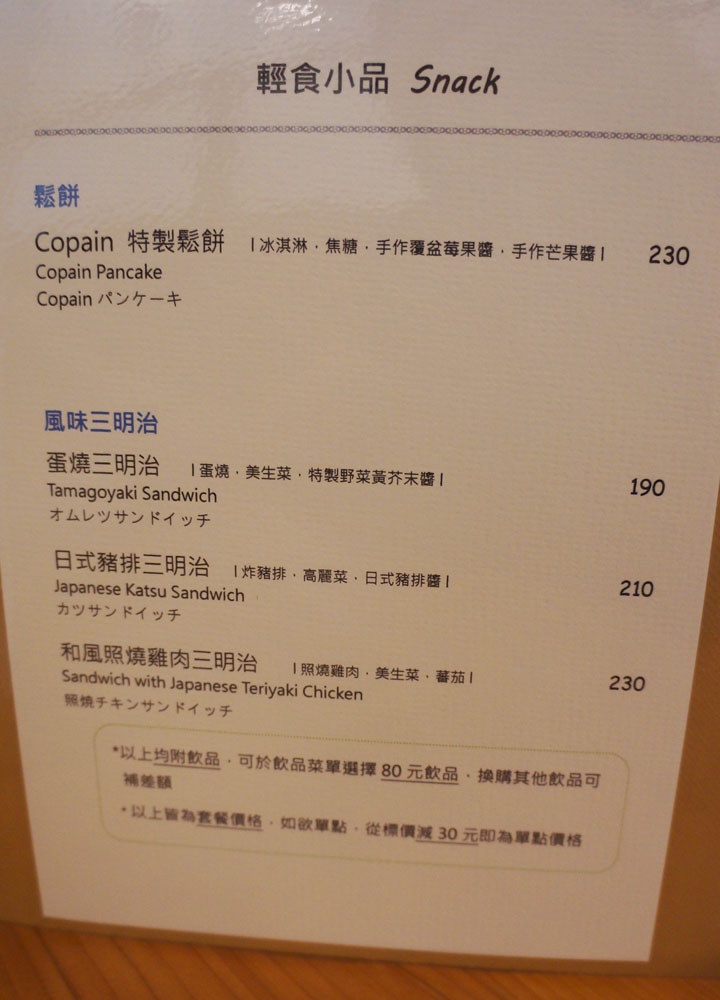 輕食小品 Snack
鬆餅
Copain 特製鬆餅 |冰淇淋．焦糖．手作覆盆莓果醬．手作芒果醬| 230
Copain Pancake
Copain パンケーキ
風味三明治
蛋燒三明治 |蛋燒．美生菜．特製野菜黃芥末醬| 190
Tamagoyaki Sandwich
オムレツサンドイッチ
日式豬排三明治 |炸豬排．高麗菜．日式豬排醬| 210
Japanese Katsu Sandwich
カツサンドイッチ
和風照燒雞肉三明治 |照燒雞肉．美生菜．蕃茄| 230
Sandwich with Japanese Teriyaki Chicken
照焼チキンサンドイッチ
*以上均附飲品，可於飲品菜單選擇 80 元飲品，換購其他飲品可
補差額
*以上皆為套餐價格，如欲單點，從標價減 30 元即為單點價格